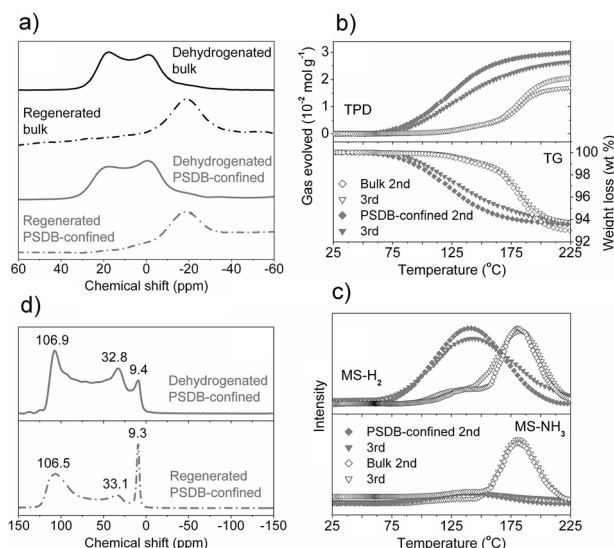 a)
Dehydrogenated
bulk
Regenerated
bulk
Dehydrogenated
PSDB-confined
Regenerated
PSDB-confined
60 40 20 0 -20 -40 -60
Chemical shift (ppm)
b)
Gas evolved (10⁻² mol g⁻¹)
3
2
1
0
TPD
TG
100
98
96
94
92
Weight loss (wt %)
Bulk 2nd
3rd
PSDB-confined 2nd
3rd
25 75 125 175 225
Temperature (°C)
d)
106.9
32.8
9.4
Dehydrogenated
PSDB-confined
106.5
33.1
9.3
Regenerated
PSDB-confined
150 100 50 0 -50 -100 -150
Chemical shift (ppm)
c)
Intensity
MS-H₂
PSDB-confined 2nd
3rd
Bulk 2nd
3rd
MS-NH₃
25 75 125 175 225
Temperature (°C)